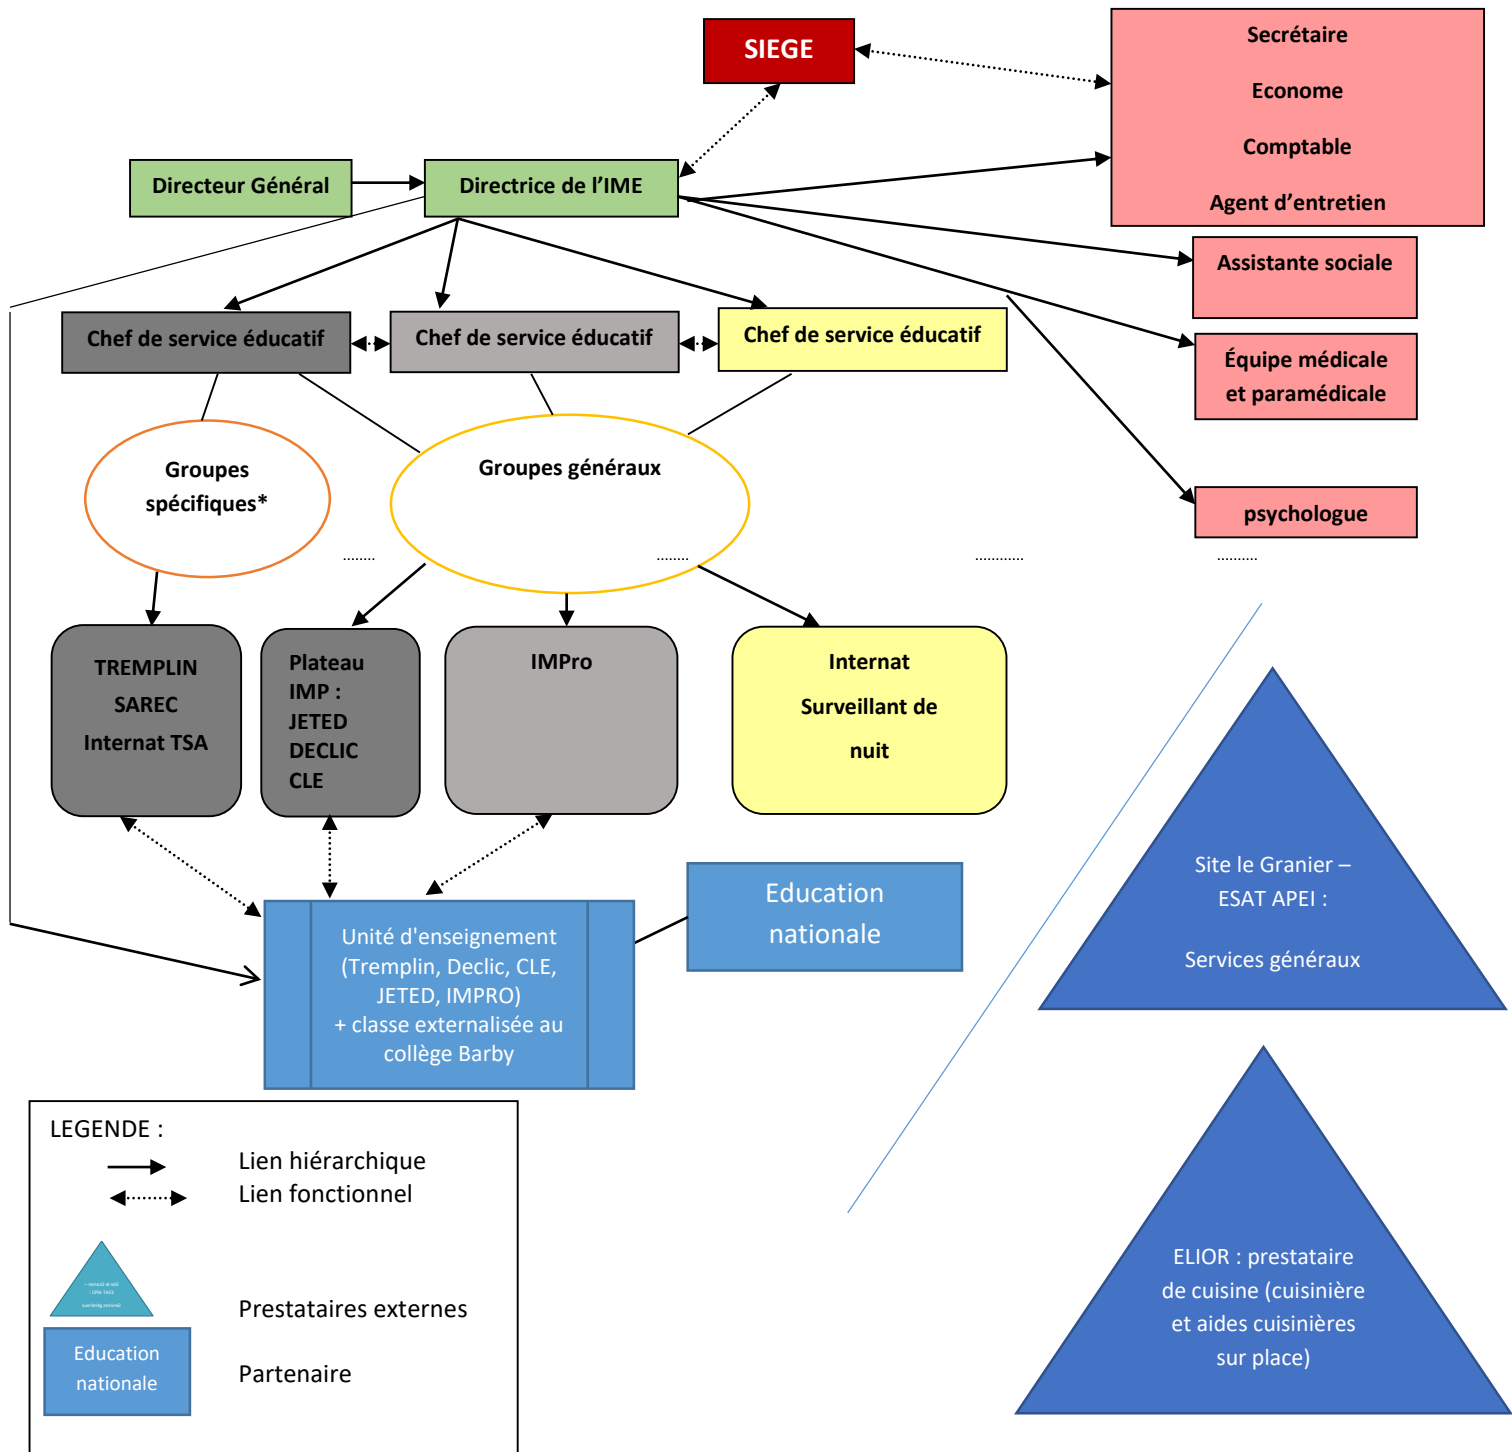 SIEGE
Secrétaire
Econome
Comptable
Agent d'entretien
Directeur Général
Directrice de l'IME
Assistante sociale
Chef de service éducatif
Chef de service éducatif
Chef de service éducatif
Équipe médicale
et paramédicale
Groupes
spécifiques*
Groupes généraux
psychologue
........
........
............
..........
TREMPLIN
SAREC
Internat TSA
Plateau
IMP :
JETED
DECLIC
CLE
IMPro
Internat
Surveillant de
nuit
Site le Granier –
ESAT APEI :
Services généraux
Education
nationale
Unité d'enseignement
(Tremplin, Declic, CLE,
JETED, IMPRO)
+ classe externalisée au
collège Barby
ELIOR : prestataire
de cuisine (cuisinière
et aides cuisinières
sur place)
LEGENDE :
Lien hiérarchique
Lien fonctionnel
Prestataires externes
Education
nationale
Partenaire